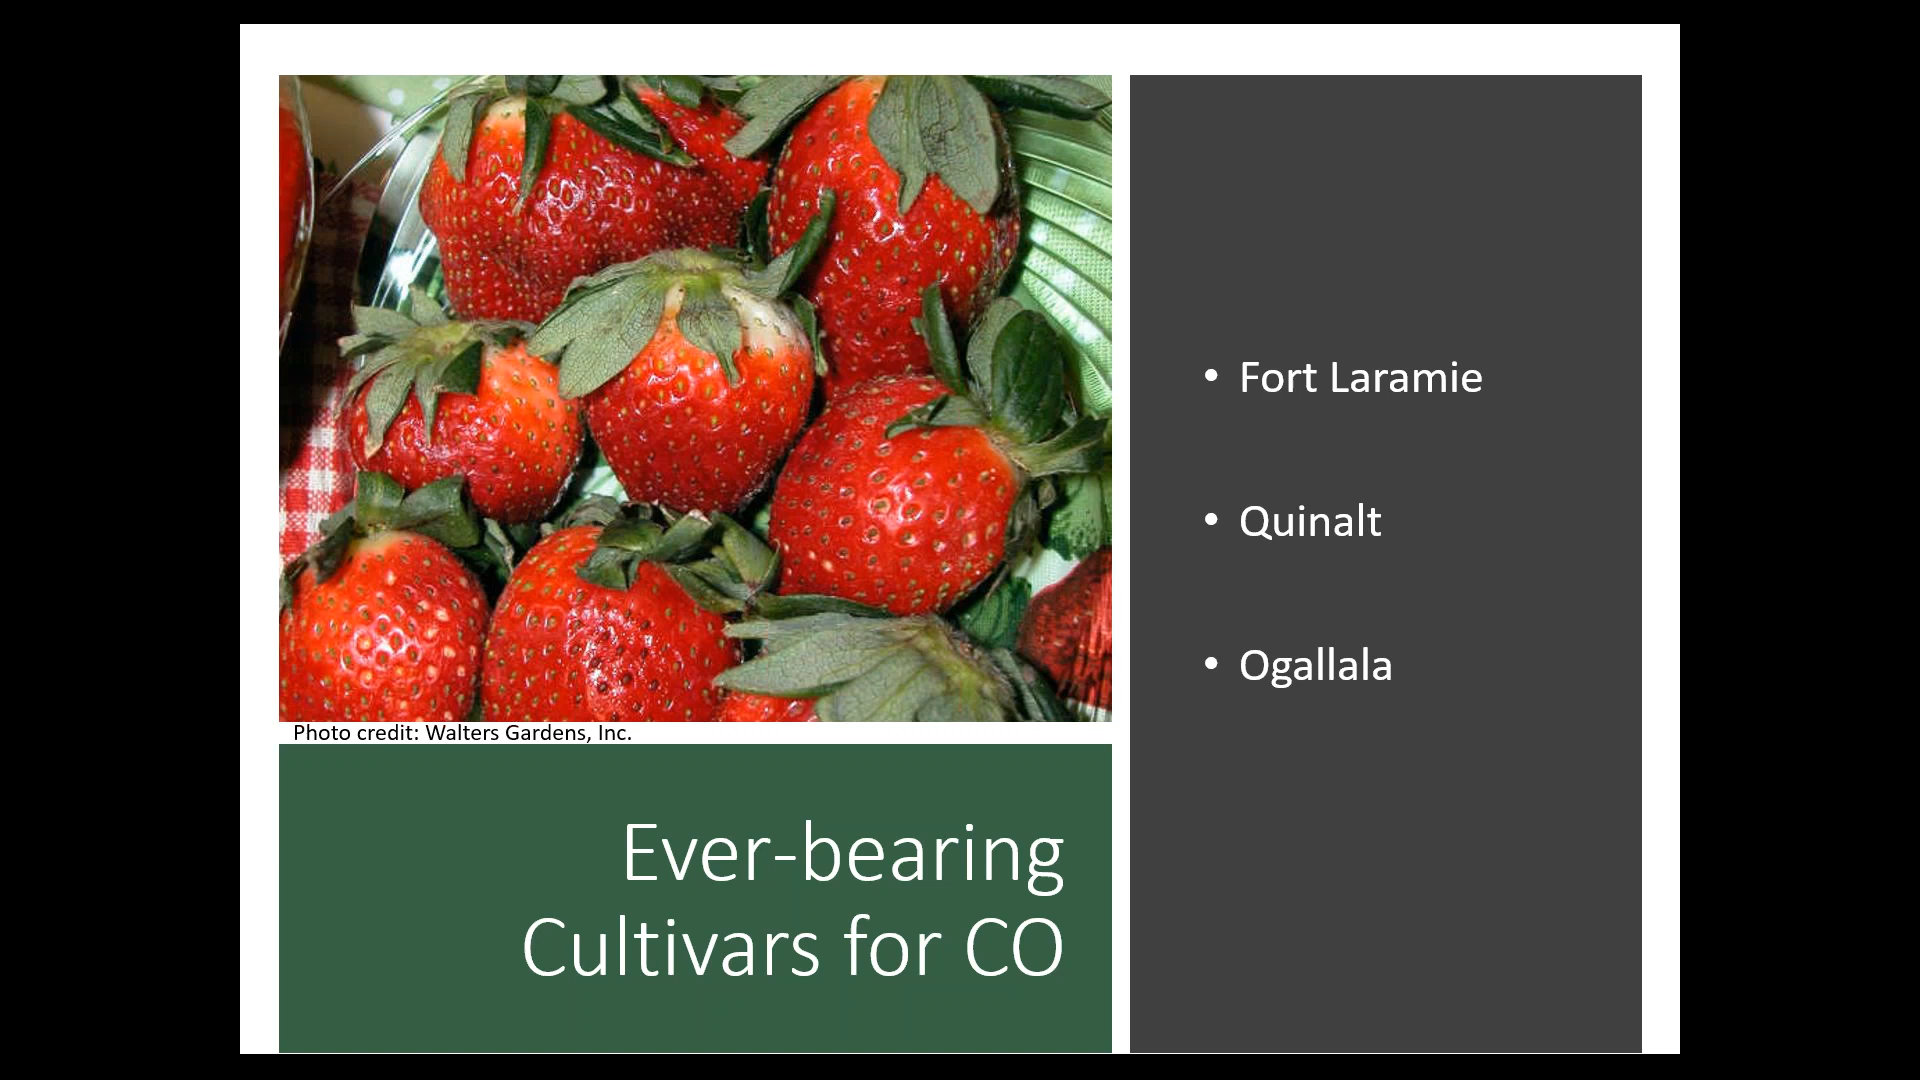 Photo credit: Walters Gardens, Inc.
Ever-bearing
Cultivars for CO
• Fort Laramie
• Quinalt
• Ogallala